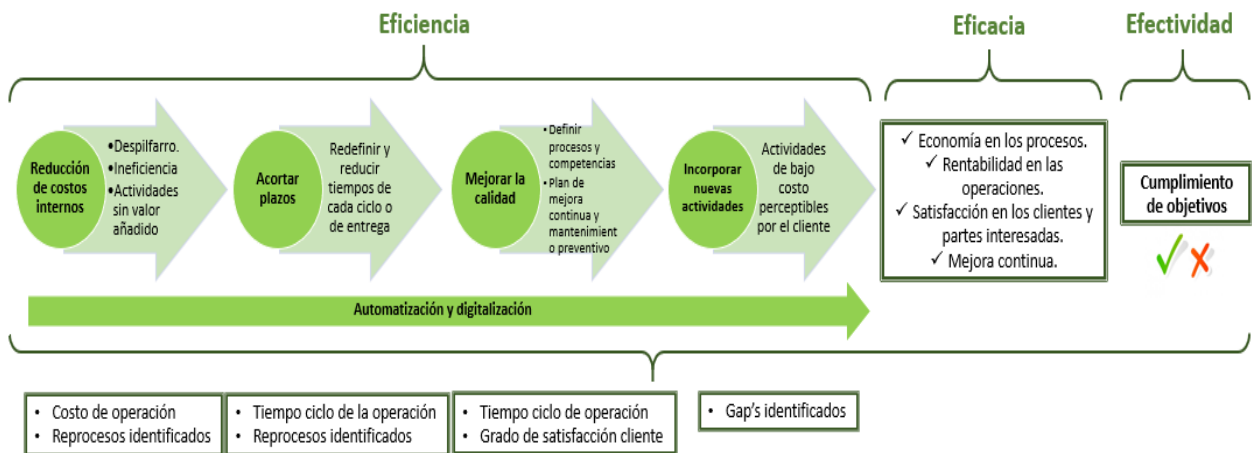 Eficiencia
Eficacia
Efectividad
Reducción
de costos
internos
•Despilfarro.
•Ineficiencia
•Actividades
sin valor
añadido
Acortar
plazos
Redefinir y
reducir
tiempos de
cada ciclo o
de entrega
Mejorar la
calidad
• Definir
procesos y
competencias
• Plan de
mejora
continua y
mantenimient
o preventivo
Incorporar
nuevas
actividades
Actividades
de bajo
costo
perceptibles
por el cliente
✓ Economía en los procesos.
✓ Rentabilidad en las
operaciones.
✓ Satisfacción en los clientes y
partes interesadas.
✓ Mejora continua.
Cumplimiento
de objetivos
Automatización y digitalización
• Costo de operación
• Reprocesos identificados
• Tiempo ciclo de la operación
• Reprocesos identificados
• Tiempo ciclo de operación
• Grado de satisfacción cliente
• Gap's identificados